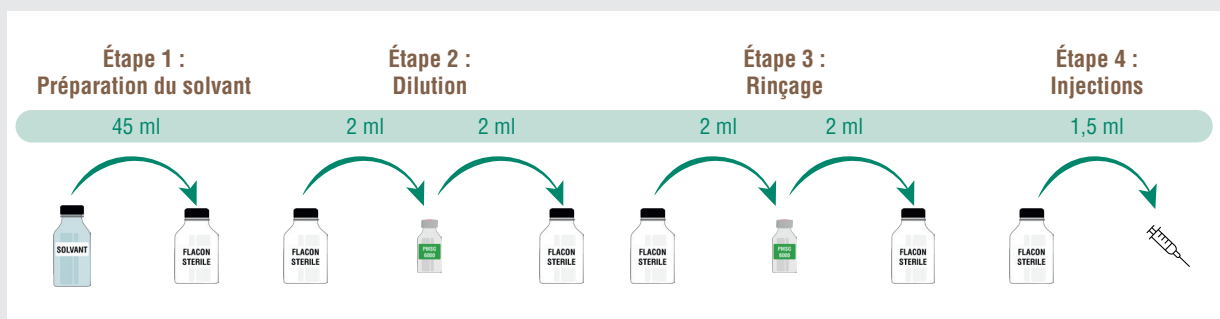 Étape 1 :
Préparation du solvant
Étape 2 :
Dilution
Étape 3 :
Rinçage
Étape 4 :
Injections
45 ml
2 ml
2 ml
2 ml
2 ml
1,5 ml
SOLVANT
FLACON
STERILE
FLACON
STERILE
PMSG
6000
FLACON
STERILE
FLACON
STERILE
PMSG
6000
FLACON
STERILE
FLACON
STERILE